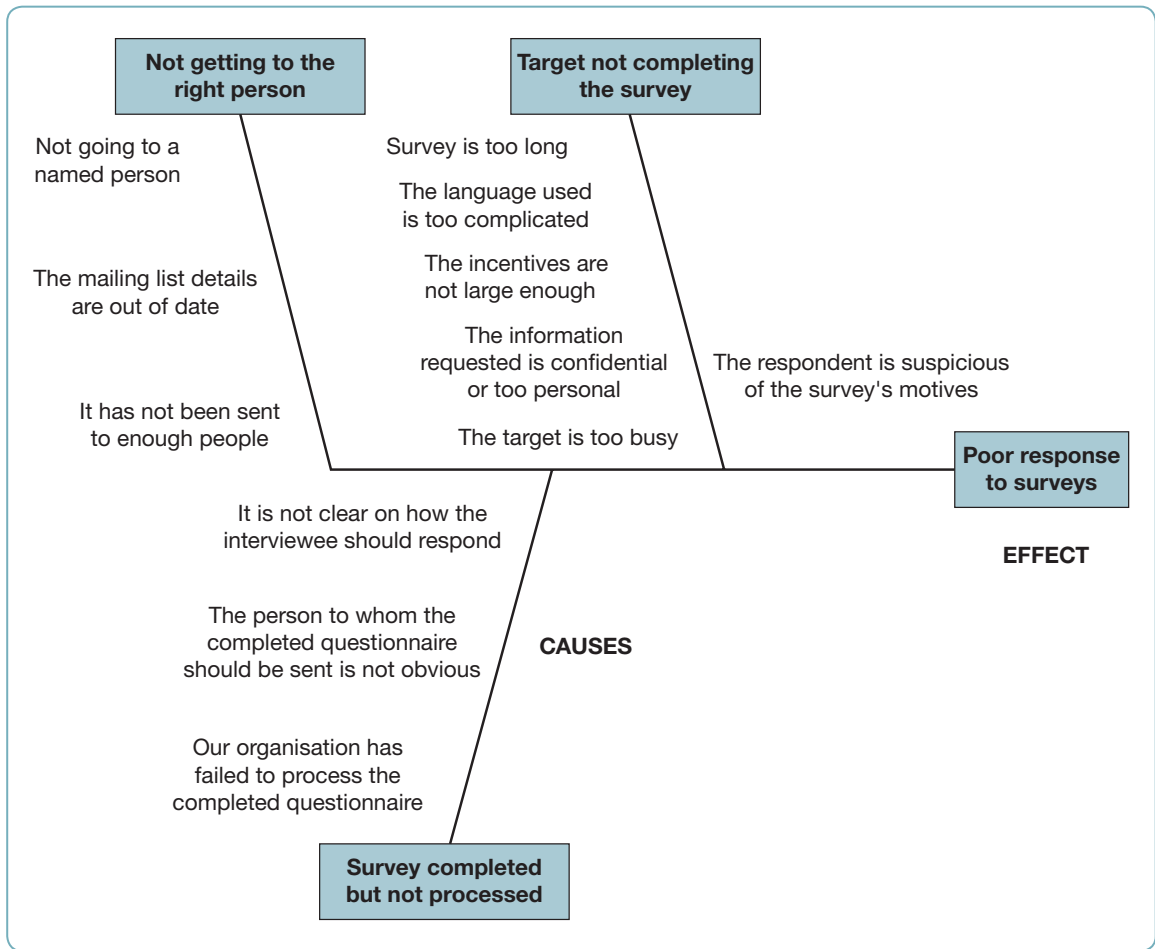 Not getting to the
right person
Target not completing
the survey
Not going to a
named person
The mailing list details
are out of date
It has not been sent
to enough people
Survey is too long
The language used
is too complicated
The incentives are
not large enough
The information
requested is confidential
or too personal
The target is too busy
The respondent is suspicious
of the survey's motives
Poor response
to surveys
EFFECT
It is not clear on how the
interviewee should respond
The person to whom the
completed questionnaire
should be sent is not obvious
CAUSES
Our organisation has
failed to process the
completed questionnaire
Survey completed
but not processed